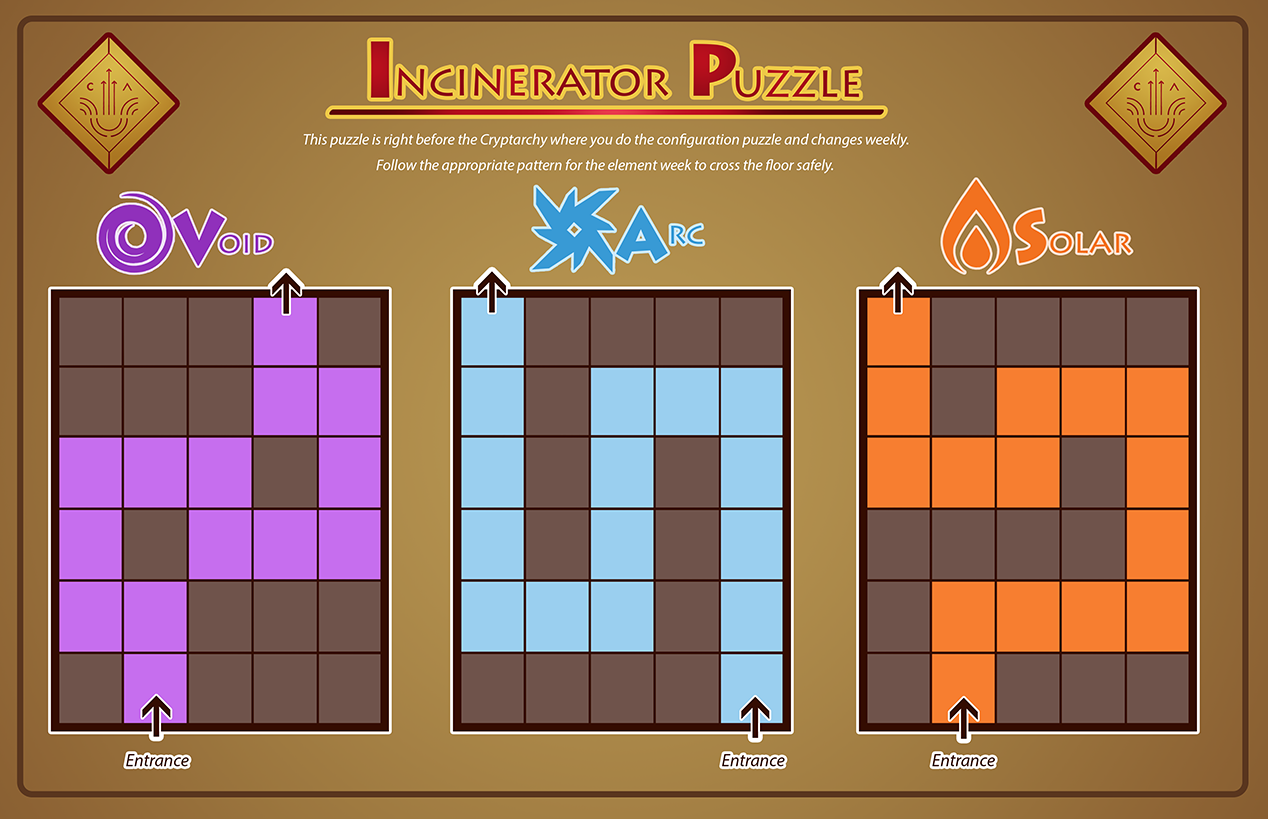 Incinerator Puzzle
This puzzle is right before the Cryptarchy where you do the configuration puzzle and changes weekly.
Follow the appropriate pattern for the element week to cross the floor safely.
Void
Arc
Solar
Entrance
Entrance
Entrance